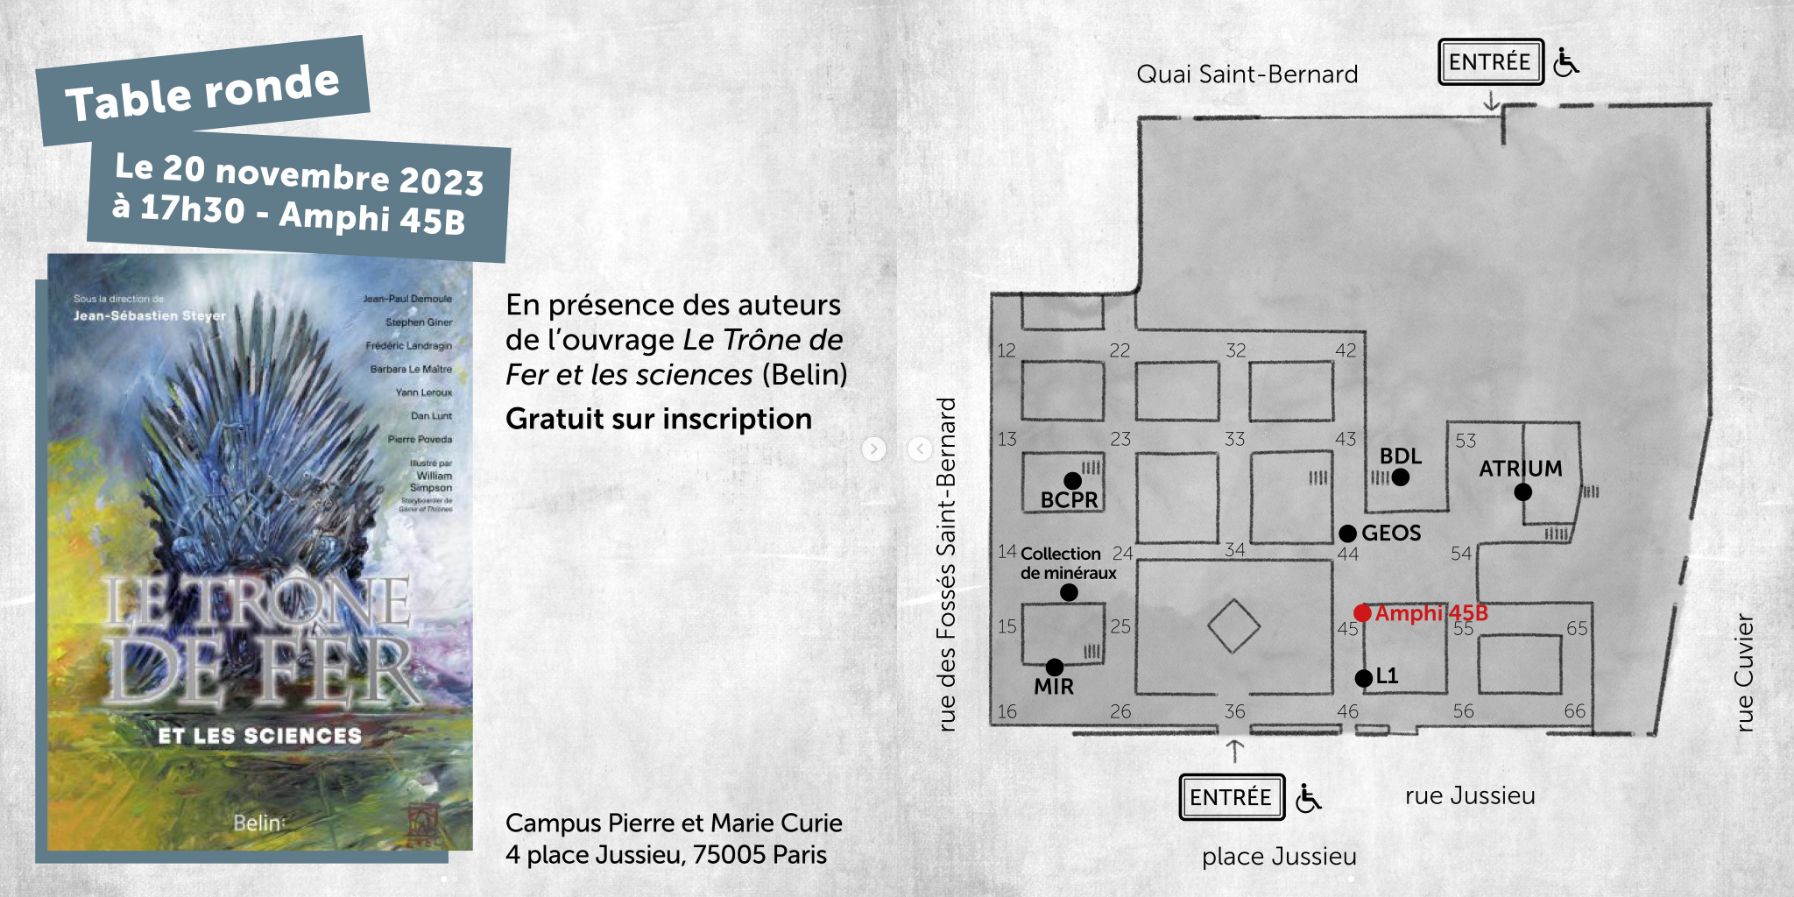 Table ronde
Le 20 novembre 2023
à 17h30 - Amphi 45B
Sous la direction de
Jean-Sébastien Steyer
Jean-Paul Demoule
Stephen Giner
Frédéric Landragin
Barbara Le Maître
Yann Leroux
Dan Lunt
Pierre Poveda
Illustré par
William
Simpson
Storyboarder de
Game of Thrones
LE TRÔNE
DE FER
ET LES SCIENCES
Belin:
En présence des auteurs
de l'ouvrage Le Trône de
Fer et les sciences (Belin)
Gratuit sur inscription
Campus Pierre et Marie Curie
4 place Jussieu, 75005 Paris
Quai Saint-Bernard
ENTRÉE
rue des Fossés Saint-Bernard
12 22 32 42
13 23 33 43 53
BDL
ATRIUM
BCPR
GEOS
14 24 34 44 54
Collection
de minéraux
Amphi 45B
15 25 45 55 65
MIR
L1
16 26 36 46 56 66
rue Cuvier
ENTRÉE
rue Jussieu
place Jussieu